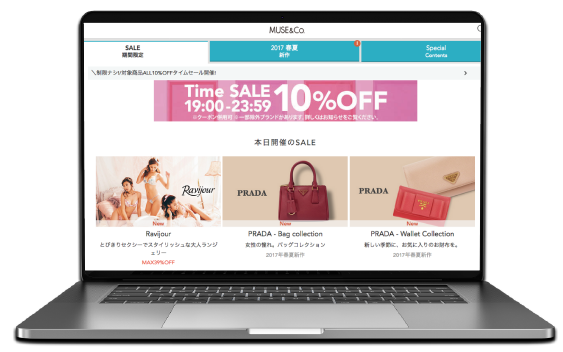 MUSE&Co.
SALE
期間限定
2017 春夏
新作
1
Special
Contents
＼制限ナシ!/対象商品ALL10%OFFタイムセール開催!
Time SALE
19:00-23:59
10%OFF
※クーポン併用可 ※一部除外ブランドがあります。詳しくはお知らせをご覧ください。
本日開催のSALE
Ravijour
PRADA
PRADA
New
New
New
Ravijour
とびきりセクシーでスタイリッシュな大人ランジ
ェリー
MAX39%OFF
PRADA - Bag collection
女性の憧れ。バッグコレクション
2017年春夏新作
PRADA - Wallet Collection
新しい季節に、お気に入りのお財布を。
2017年春夏新作